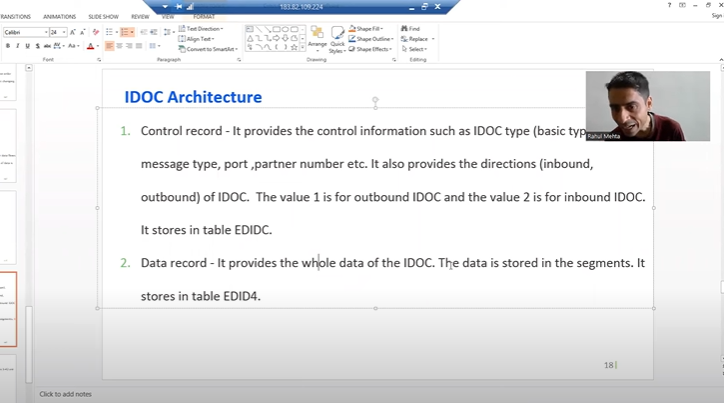 183.82.109.224
TRANSITIONS
ANIMATIONS
SLIDE SHOW
REVIEW
VIEW
FORMAT
Sign
Calibri
24
Text Direction
Align Text
Convert to SmartArt
Arrange
Quick
Styles
Shape Fill
Shape Outline
Shape Effects
Find
Replace
Select
Font
Paragraph
Drawing
Editing
IDOC Architecture
1. Control record - It provides the control information such as IDOC type (basic typ
message type, port ,partner number etc. It also provides the directions (inbound,
outbound) of IDOC. The value 1 is for outbound IDOC and the value 2 is for inbound IDOC.
It stores in table EDIDC.
2. Data record - It provides the whole data of the IDOC. The data is stored in the segments. It
stores in table EDID4.
Rahul Mehta
18
Click to add notes